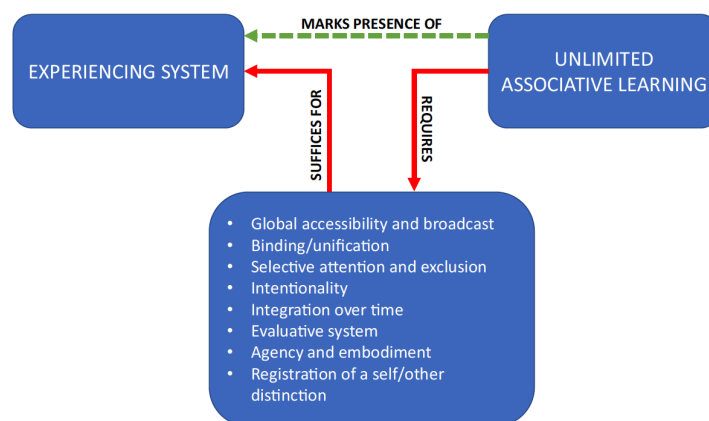 MARKS PRESENCE OF
EXPERIENCING SYSTEM
UNLIMITED
ASSOCIATIVE LEARNING
SUFFICES FOR
REQUIRES
• Global accessibility and broadcast
• Binding/unification
• Selective attention and exclusion
• Intentionality
• Integration over time
• Evaluative system
• Agency and embodiment
• Registration of a self/other
distinction